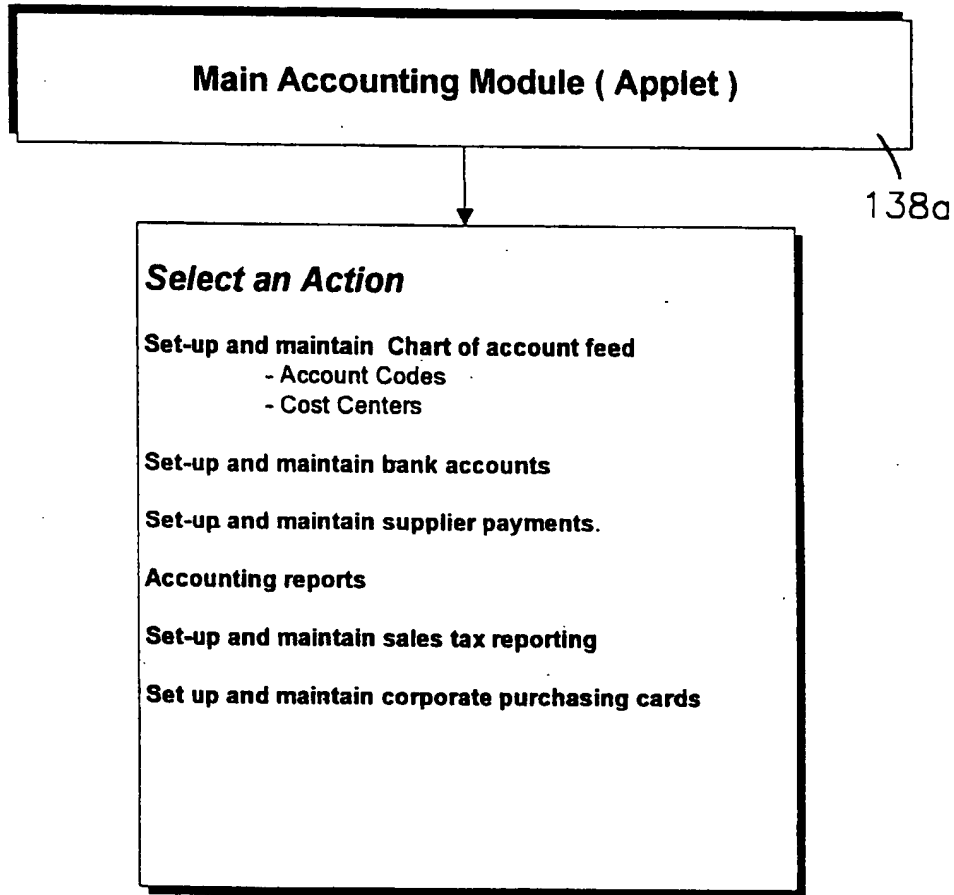 Main Accounting Module ( Applet )
138a
Select an Action
Set-up and maintain Chart of account feed
- Account Codes
- Cost Centers
Set-up and maintain bank accounts
Set-up and maintain supplier payments.
Accounting reports
Set-up and maintain sales tax reporting
Set up and maintain corporate purchasing cards